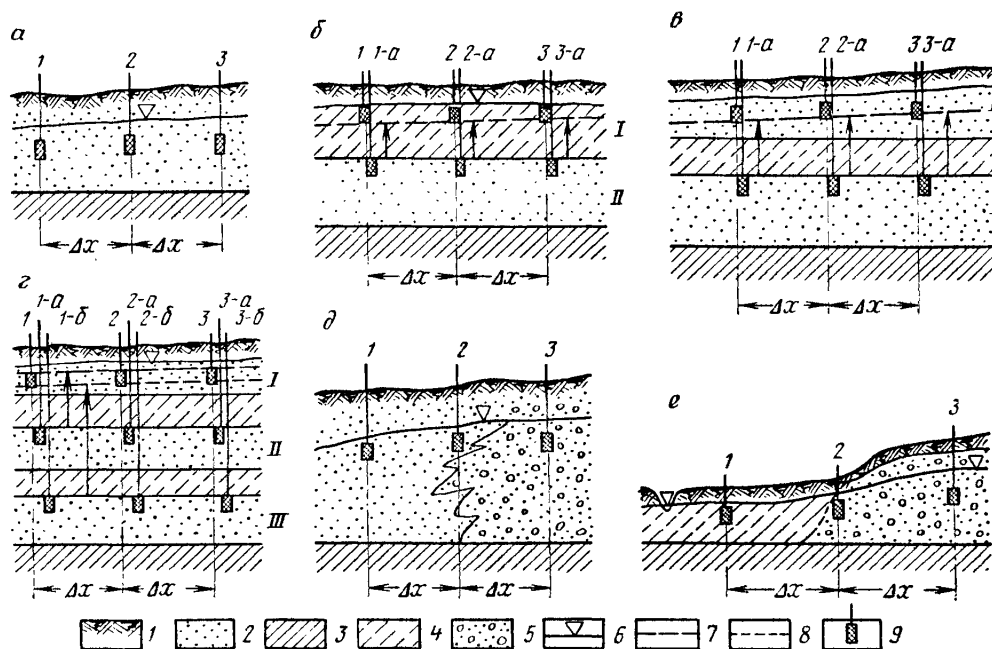 а
1 2 3
Δx Δx
б
1 1-а 2 2-а 3 3-а
I
II
Δx Δx
в
1 1-а 2 2-а 3 3-а
Δx Δx
г
1-а 2-а 3-а
1 1-б 2 2-б 3 3-б
I
II
III
Δx Δx
д
1 2 3
Δx Δx
е
1 2 3
Δx Δx
1 2 3 4 5 6 7 8 9